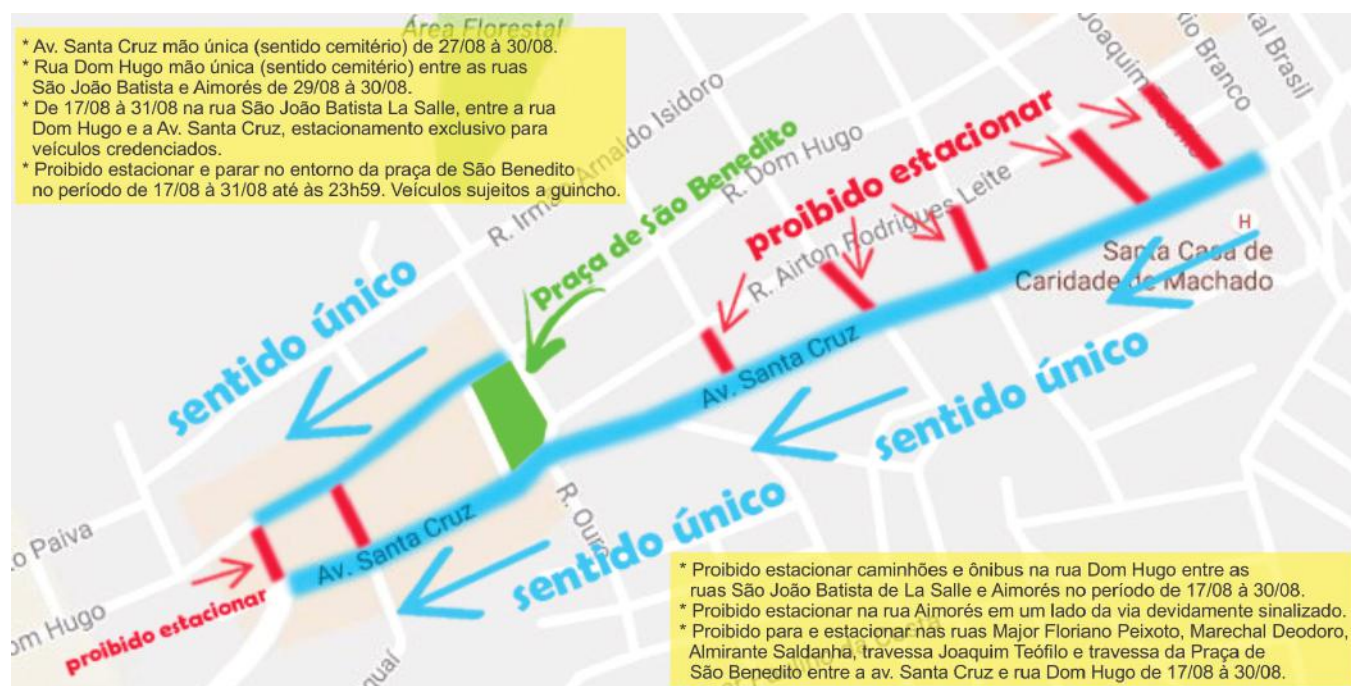 Área Florestal
* Av. Santa Cruz mão única (sentido cemitério) de 27/08 à 30/08.
* Rua Dom Hugo mão única (sentido cemitério) entre as ruas
São João Batista e Aimorés de 29/08 à 30/08.
* De 17/08 à 31/08 na rua São João Batista La Salle, entre a rua
Dom Hugo e a Av. Santa Cruz, estacionamento exclusivo para
veículos credenciados.
* Proibido estacionar e parar no entorno da praça de São Benedito
no período de 17/08 à 31/08 até às 23h59. Veículos sujeitos a guincho.
Joaquim
Branco
Brasil
R. Irmão Arnaldo Isidoro
R. Dom Hugo
proibido estacionar
Praça de São Benedito
R. Airton Rodrigues Leite
H
Santa Casa de
Caridade de Machado
sentido único
Av. Santa Cruz
sentido único
R. Ouro
sentido único
Av. Santa Cruz
Paiva
proibido estacionar
Hugo
* Proibido estacionar caminhões e ônibus na rua Dom Hugo entre as
ruas São João Batista de La Salle e Aimorés no período de 17/08 à 30/08.
* Proibido estacionar na rua Aimorés em um lado da via devidamente sinalizado.
* Proibido para e estacionar nas ruas Major Floriano Peixoto, Marechal Deodoro,
Almirante Saldanha, travessa Joaquim Teófilo e travessa da Praça de
São Benedito entre a av. Santa Cruz e rua Dom Hugo de 17/08 à 30/08.